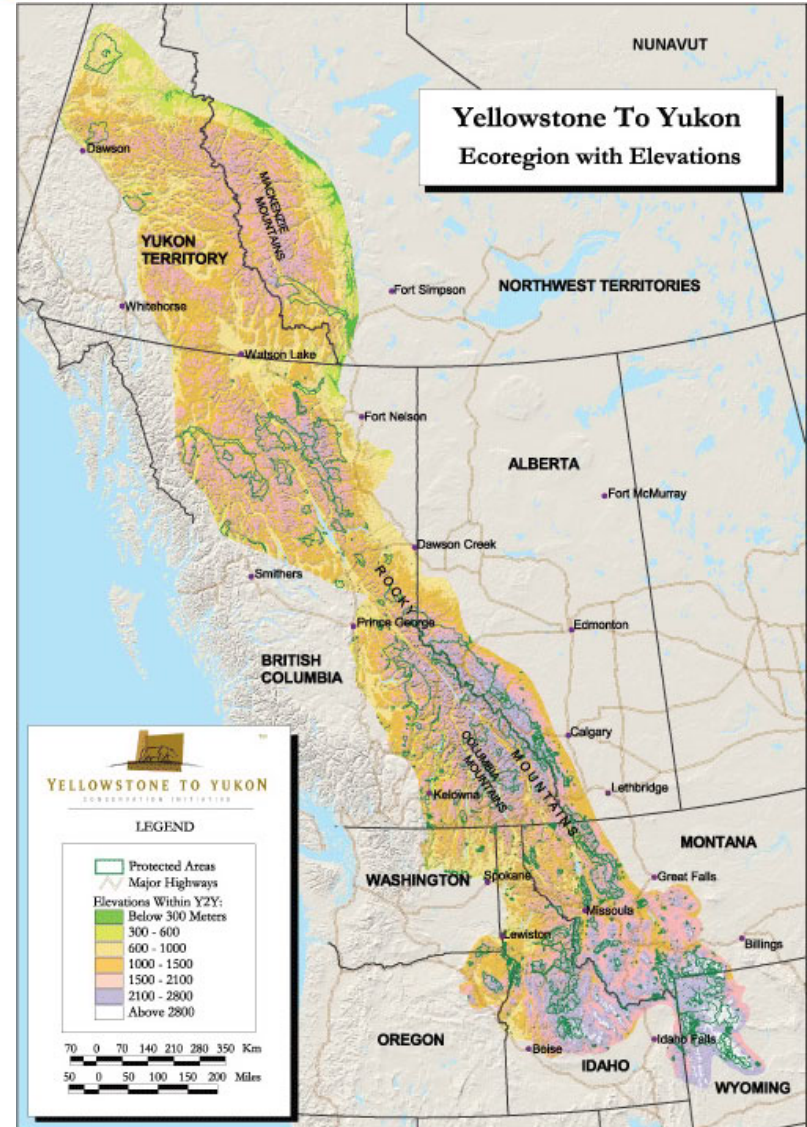 NUNAVUT
Yellowstone To Yukon
Ecoregion with Elevations
Dawson
MACKENZIE
MOUNTAINS
YUKON
TERRITORY
Fort Simpson
NORTHWEST TERRITORIES
Whitehorse
Watson Lake
Fort Nelson
ALBERTA
Fort McMurray
Dawson Creek
Smithers
ROCKY
Prince George
Edmonton
BRITISH
COLUMBIA
Calgary
COLUMBIA
MOUNTAINS
MOUNTAINS
Kelowna
Lethbridge
MONTANA
WASHINGTON
Spokane
Great Falls
Missoula
Lewiston
Billings
OREGON
Boise
IDAHO
Idaho Falls
WYOMING
YELLOWSTONE TO YUKON
CONSERVATION INITIATIVE
LEGEND
Protected Areas
Major Highways
Elevations Within Y2Y:
Below 300 Meters
300 - 600
600 - 1000
1000 - 1500
1500 - 2100
2100 - 2800
Above 2800
70 0 70 140 210 280 350 Km
50 0 50 100 150 200 Miles